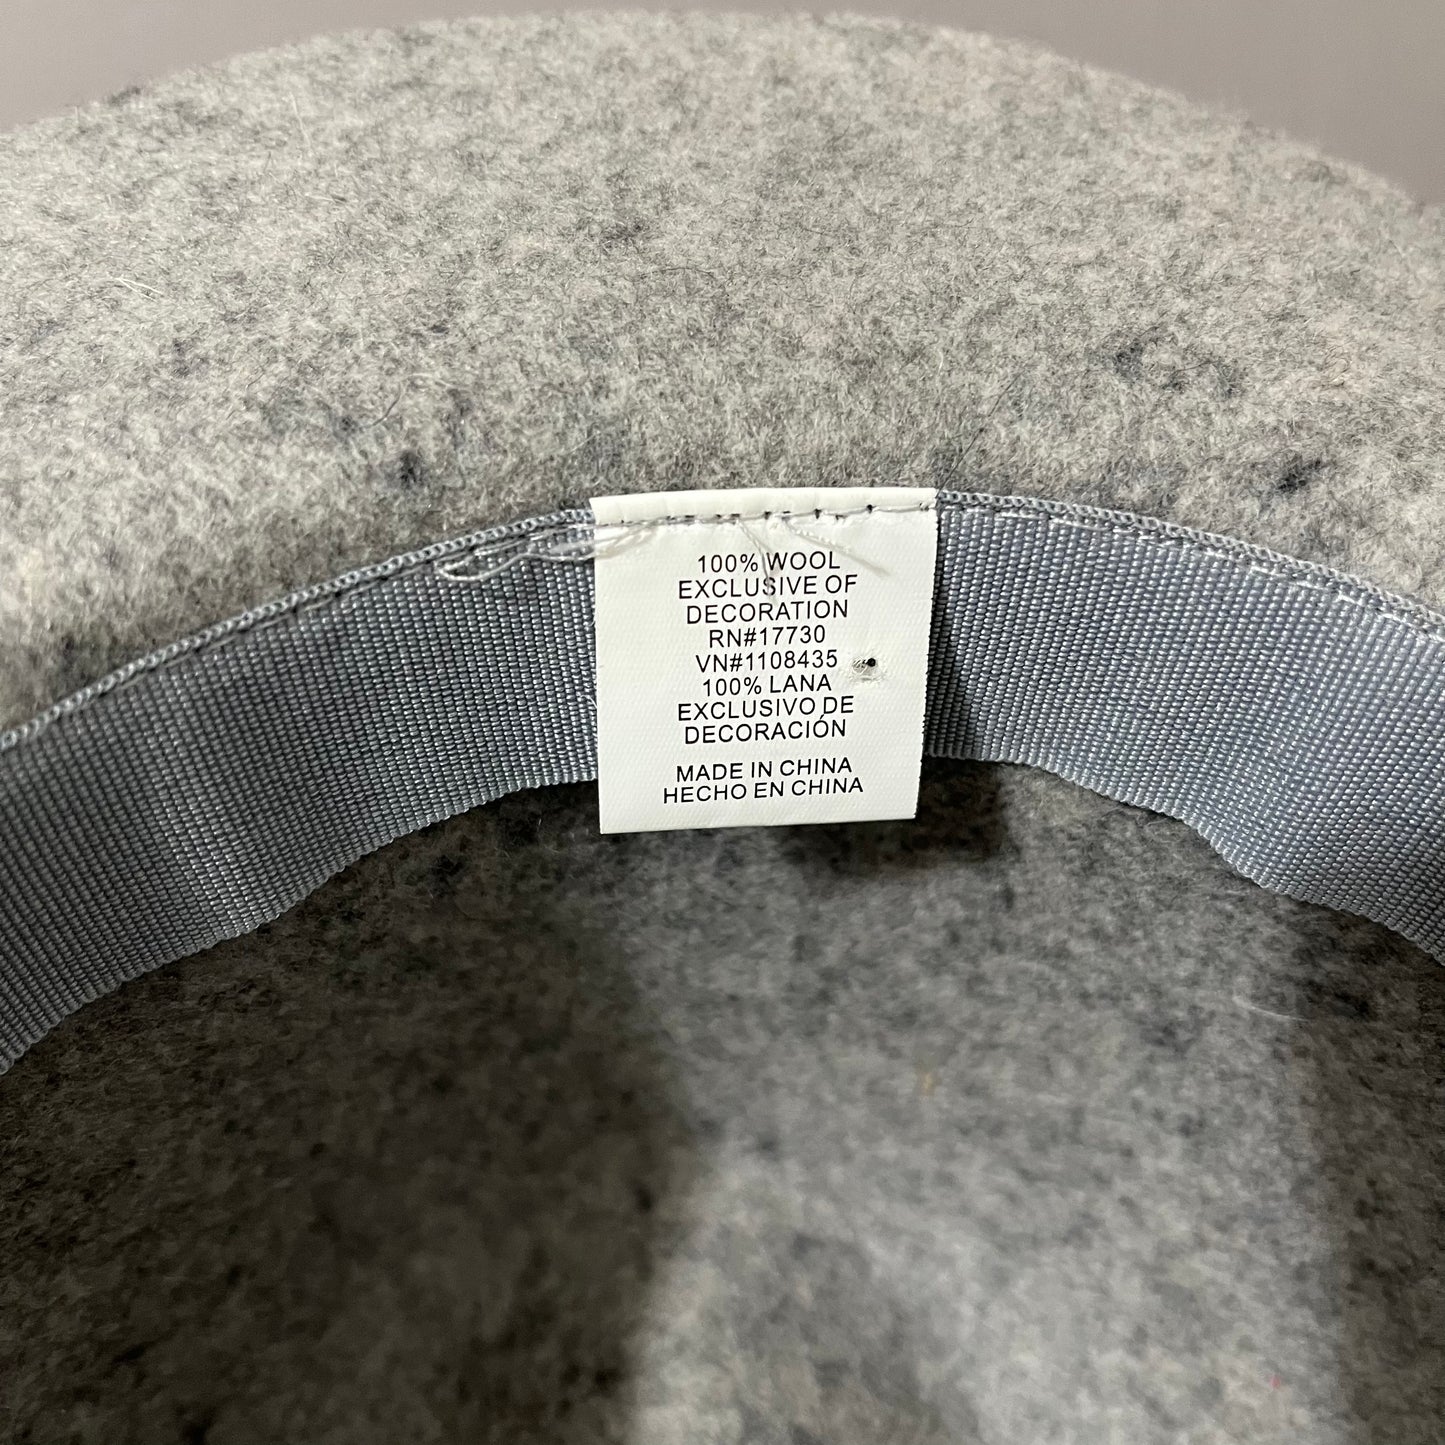 100% WOOL
EXCLUSIVE OF
DECORATION
RN#17730
VN#1108435
100% LANA
EXCLUSIVO DE
DECORACIÓN
MADE IN CHINA
HECHO EN CHINA